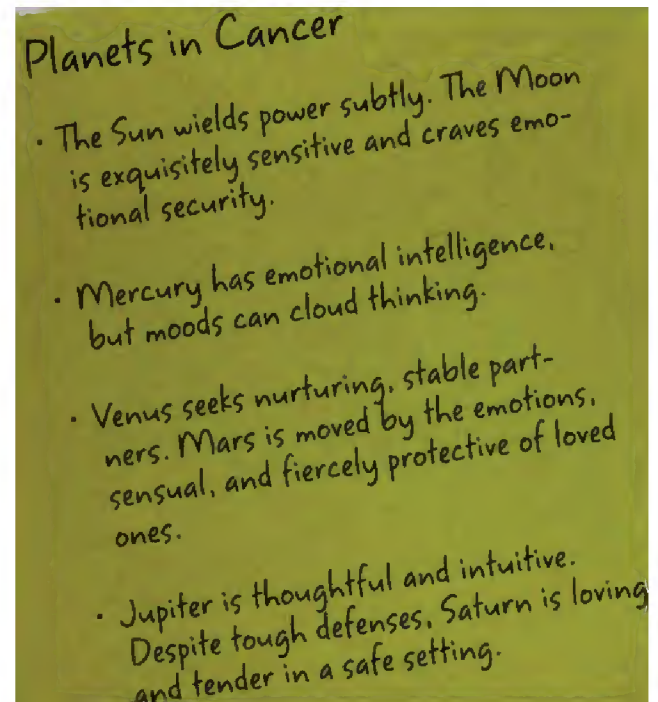 Planets in Cancer
· The Sun wields power subtly. The Moon
is exquisitely sensitive and craves emo-
tional security.
· Mercury has emotional intelligence,
but moods can cloud thinking.
· Venus seeks nurturing, stable part-
ners. Mars is moved by the emotions,
sensual, and fiercely protective of loved
ones.
· Jupiter is thoughtful and intuitive.
Despite tough defenses, Saturn is loving
and tender in a safe setting.